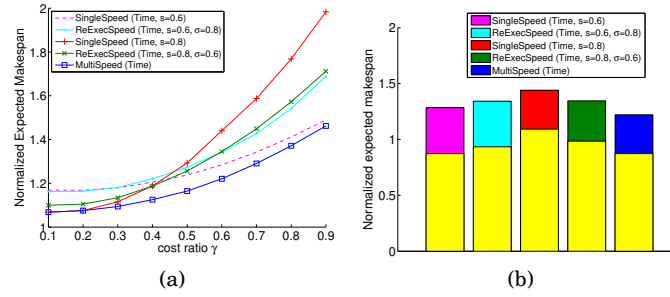 Normalized Expected Makespan
2
1.8
1.6
1.4
1.2
1
0.1 0.2 0.3 0.4 0.5 0.6 0.7 0.8 0.9
cost ratio γ
SingleSpeed (Time, s=0.6)
ReExecSpeed (Time, s=0.6, σ=0.8)
SingleSpeed (Time, s=0.8)
ReExecSpeed (Time, s=0.8, σ=0.6)
MultiSpeed (Time)
(a)
Normalized expected makespan
2
1.5
1
0.5
0
SingleSpeed (Time, s=0.6)
ReExecSpeed (Time, s=0.6, σ=0.8)
SingleSpeed (Time, s=0.8)
ReExecSpeed (Time, s=0.8, σ=0.6)
MultiSpeed (Time)
(b)